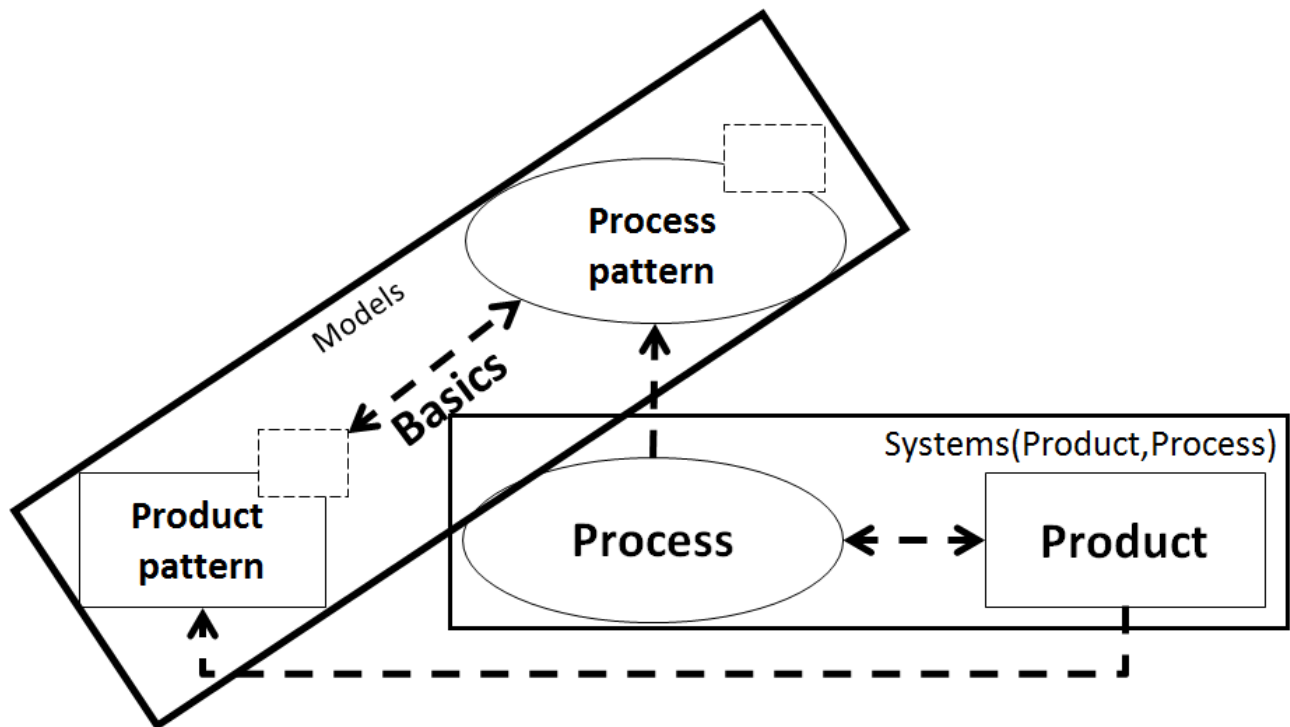 Process
pattern
Models
Basics
Systems(Product,Process)
Product
pattern
Process
Product